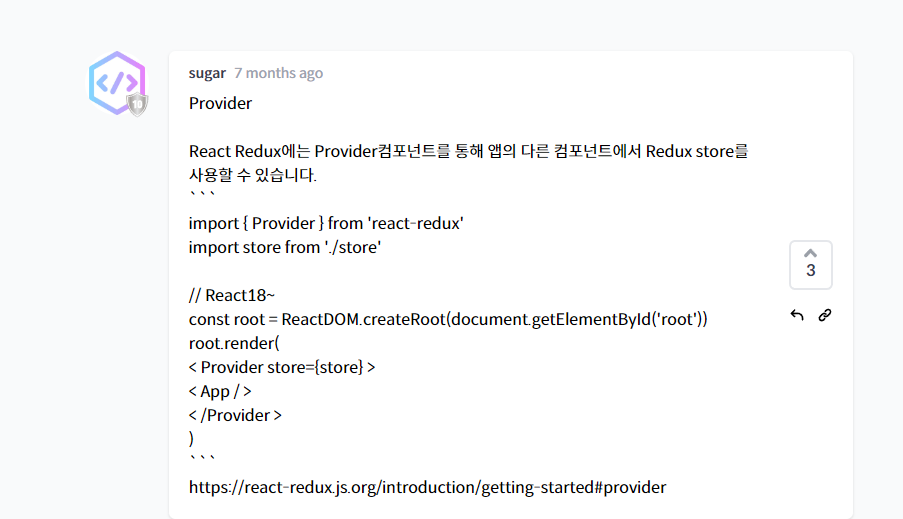 sugar 7 months ago
Provider
React Redux에는 Provider컴포넌트를 통해 앱의 다른 컴포넌트에서 Redux store를
사용할 수 있습니다.
```
import { Provider } from 'react-redux'
import store from './store'
// React18~
const root = ReactDOM.createRoot(document.getElementById('root'))
root.render(
< Provider store={store} >
< App / >
< /Provider >
)
```
https://react-redux.js.org/introduction/getting-started#provider
3
10